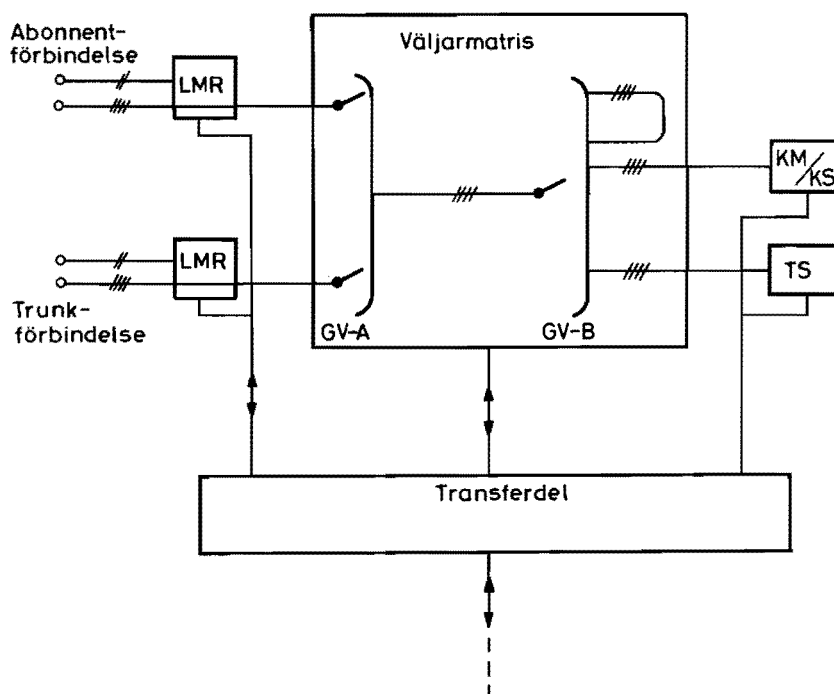 Abonnent-
förbindelse
LMR
Väljarmatris
KM/
KS
LMR
TS
Trunk-
förbindelse
GV-A
GV-B
Transferdel